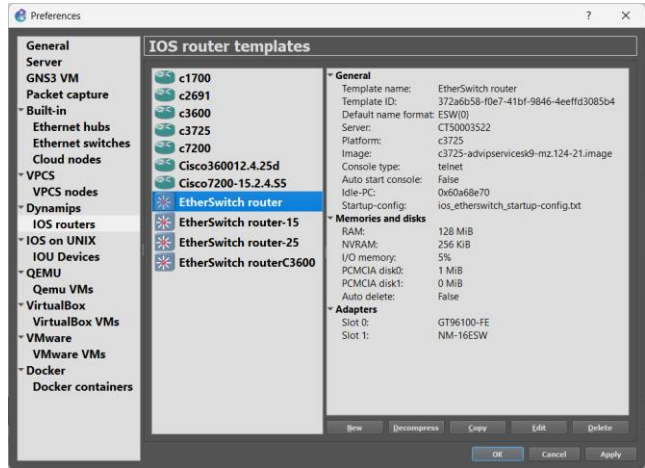 Preferences
? ×
General
Server
GNS3 VM
Packet capture
Built-in
Ethernet hubs
Ethernet switches
Cloud nodes
VPCS
VPCS nodes
Dynamips
IOS routers
IOS on UNIX
IOU Devices
QEMU
Qemu VMs
VirtualBox
VirtualBox VMs
VMware
VMware VMs
Docker
Docker containers
IOS router templates
c1700
c2691
c3600
c3725
c7200
Cisco360012.4.25d
Cisco7200-15.2.4.S5
EtherSwitch router
EtherSwitch router-15
EtherSwitch router-25
EtherSwitch routerC3600
General
Template name: EtherSwitch router
Template ID: 372a6b58-f0e7-41bf-9846-4eeffd3085b4
Default name format: ESW{0}
Server: CT50003522
Platform: c3725
Image: c3725-advipservicesk9-mz.124-21.image
Console type: telnet
Auto start console: False
Idle-PC: 0x60a68e70
Startup-config: ios_etherswitch_startup-config.txt
Memories and disks
RAM: 128 MiB
NVRAM: 256 KiB
I/O memory: 5%
PCMCIA disk0: 1 MiB
PCMCIA disk1: 0 MiB
Auto delete: False
Adapters
Slot 0: GT96100-FE
Slot 1: NM-16ESW
New Decompress Copy Edit Delete
OK Cancel Apply